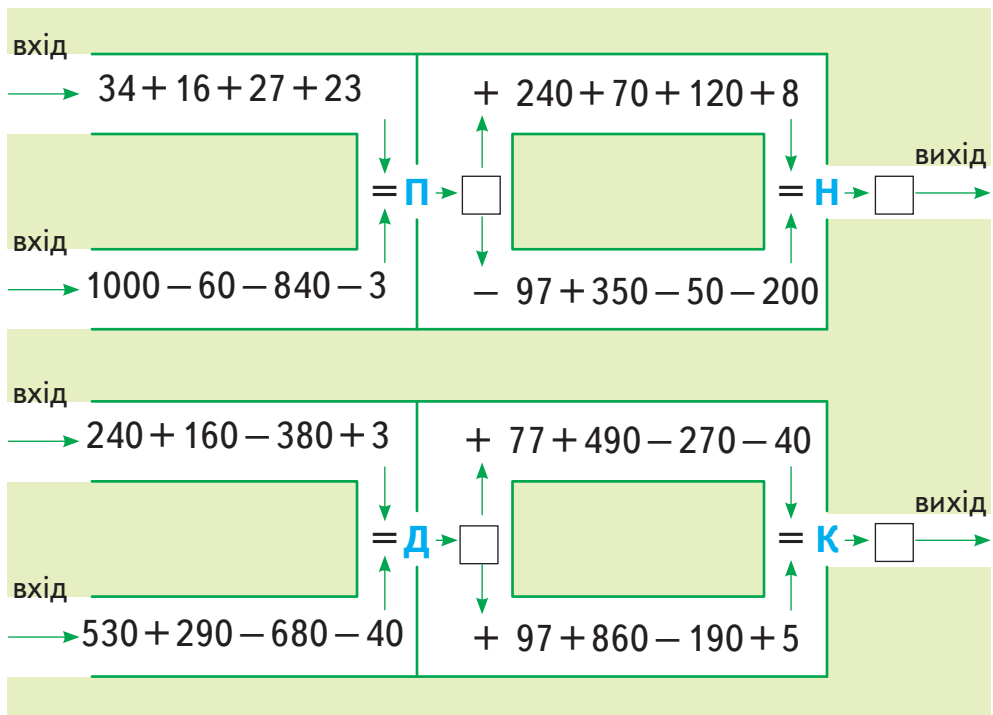 вхід
34 + 16 + 27 + 23
+ 240 + 70 + 120 + 8
вихід
= П
= Н
вхід
1000 − 60 − 840 − 3
− 97 + 350 − 50 − 200
вхід
240 + 160 − 380 + 3
+ 77 + 490 − 270 − 40
вихід
= Д
= К
вхід
530 + 290 − 680 − 40
+ 97 + 860 − 190 + 5